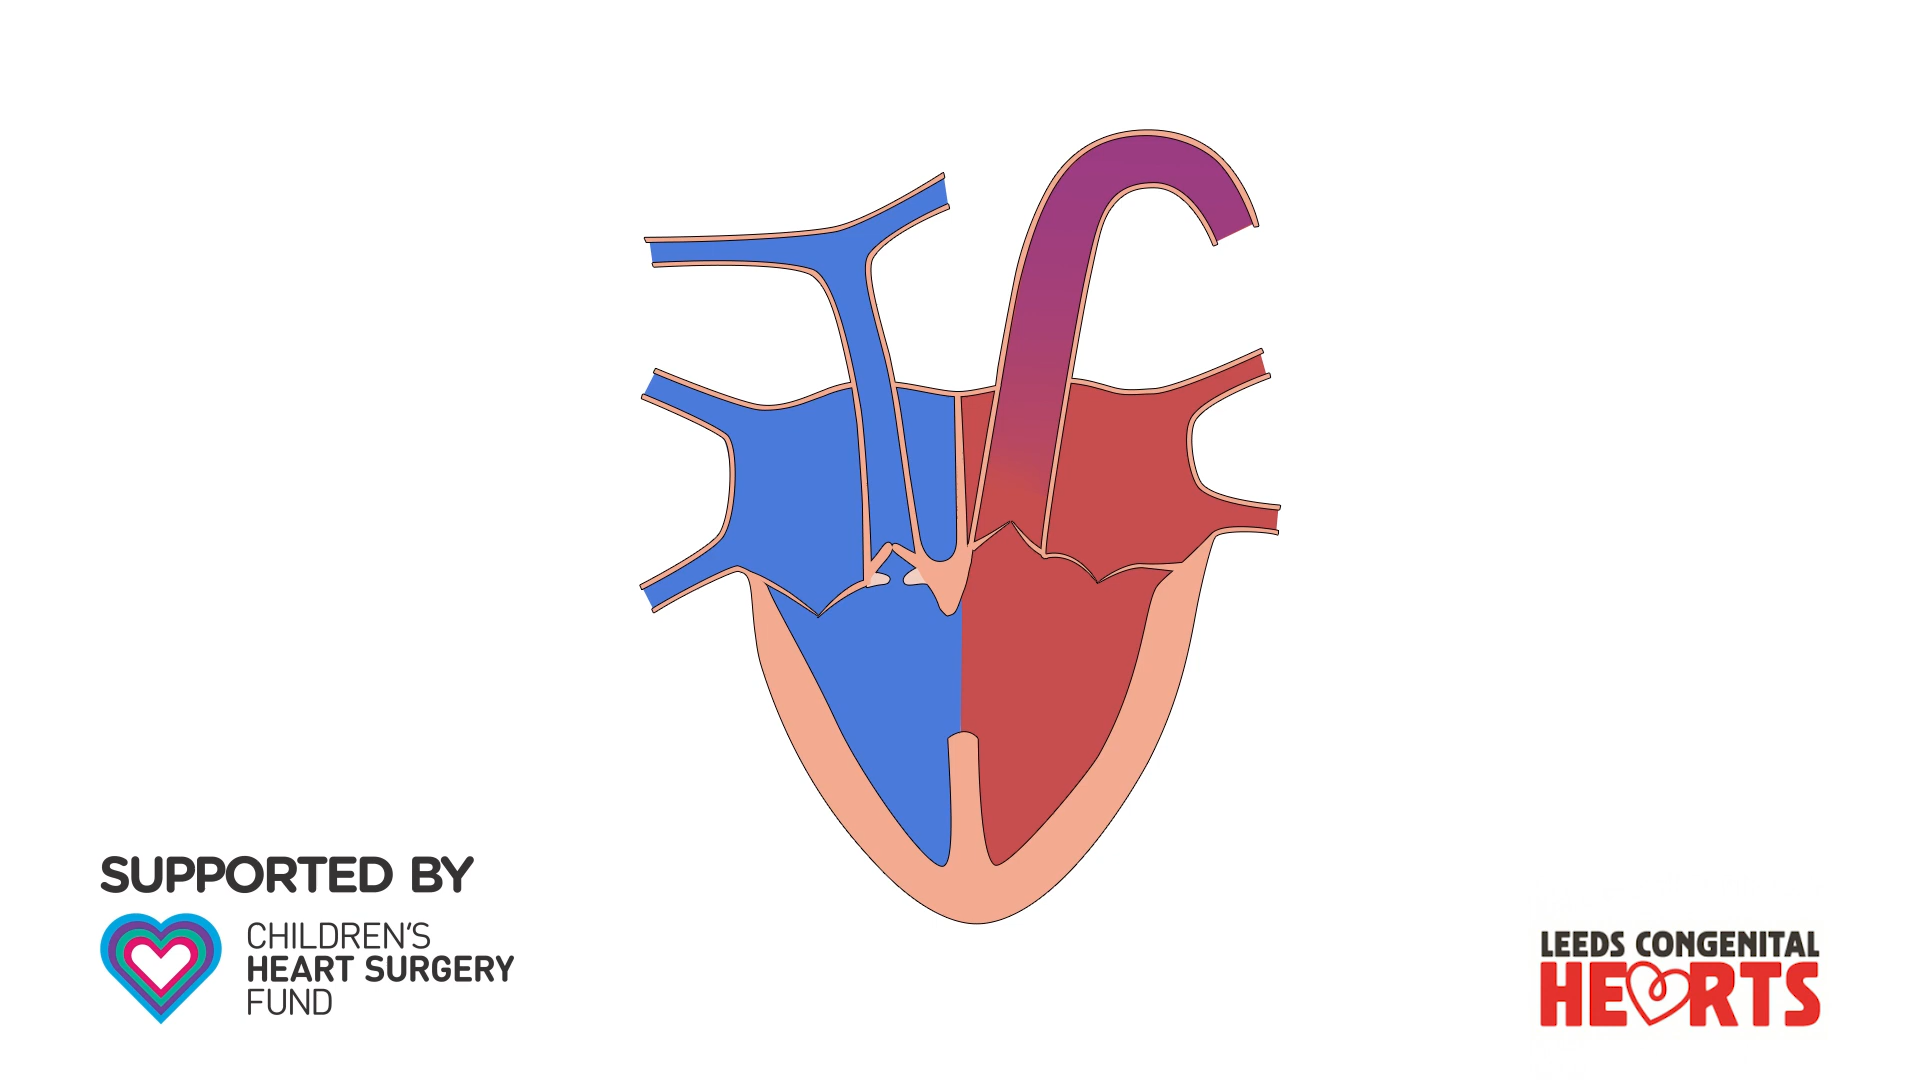 SUPPORTED BY
CHILDREN'S
HEART SURGERY
FUND
LEEDS CONGENITAL
HEARTS